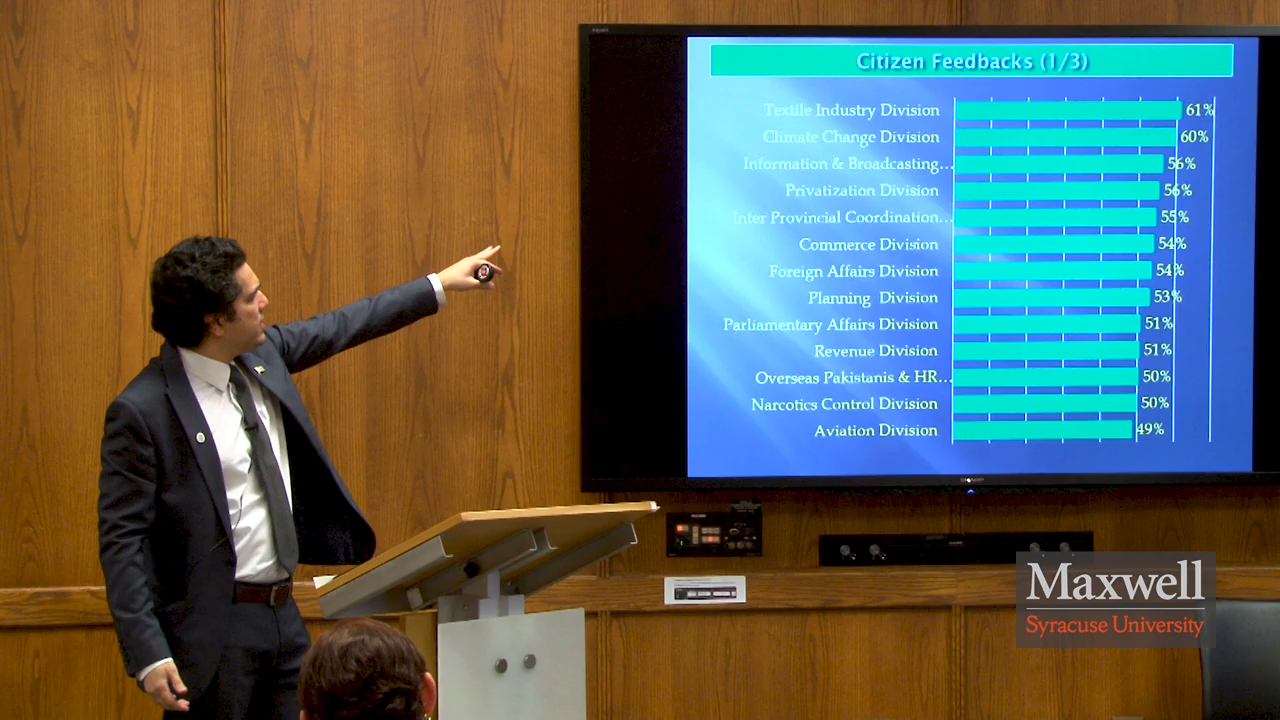 Citizen Feedbacks (1/3)
Textile Industry Division 61%
Climate Change Division 60%
Information & Broadcasting... 56%
Privatization Division 56%
Inter Provincial Coordination... 55%
Commerce Division 54%
Foreign Affairs Division 54%
Planning Division 53%
Parliamentary Affairs Division 51%
Revenue Division 51%
Overseas Pakistanis & HR... 50%
Narcotics Control Division 50%
Aviation Division 49%
SHARP
Maxwell
Syracuse University